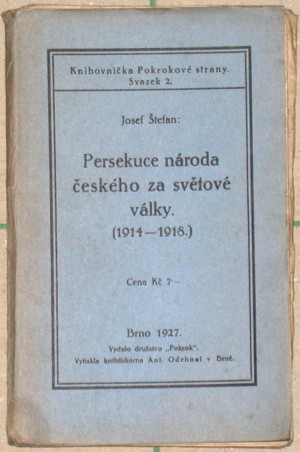 Knihovnička Pokrokové strany.
Svazek 2.
Josef Štefan:
Persekuce národa
českého za světové
války.
(1914—1918.)
Cena Kč 7·–
Brno 1927.
Vydalo družstvo „Pokrok“.
Vytiskla knihtiskárna Ant. Odehnal v Brně.